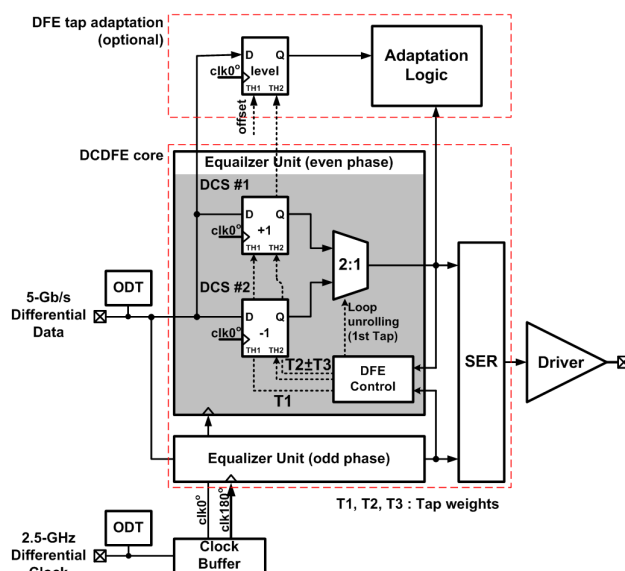 DFE tap adaptation
(optional)
D Q
level
clk0°
TH1 TH2
offset
Adaptation
Logic
DCDFE core
Equailzer Unit (even phase)
DCS #1
D Q
+1
clk0°
TH1 TH2
2:1
DCS #2
D Q
-1
clk0°
TH1 TH2
Loop
unrolling
(1st Tap)
T2±T3
T1
DFE
Control
ODT
5-Gb/s
Differential
Data
SER
Driver
Equalizer Unit (odd phase)
T1, T2, T3 : Tap weights
clk0°
clk180°
ODT
2.5-GHz
Differential
Clock
Clock
Buffer